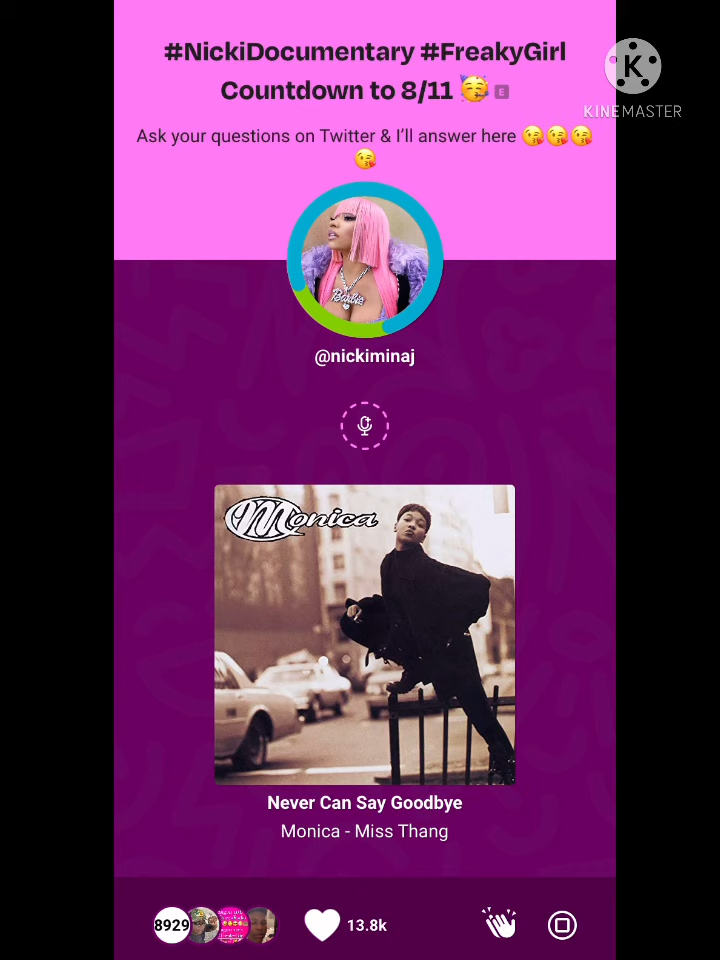 #NickiDocumentary #FreakyGirl
Countdown to 8/11 🥳 E
Ask your questions on Twitter & I'll answer here 😘😘😘
😘
K
KINEMASTER
Barbie
@nickiminaj
Monica
Never Can Say Goodbye
Monica - Miss Thang
8929
13.8k